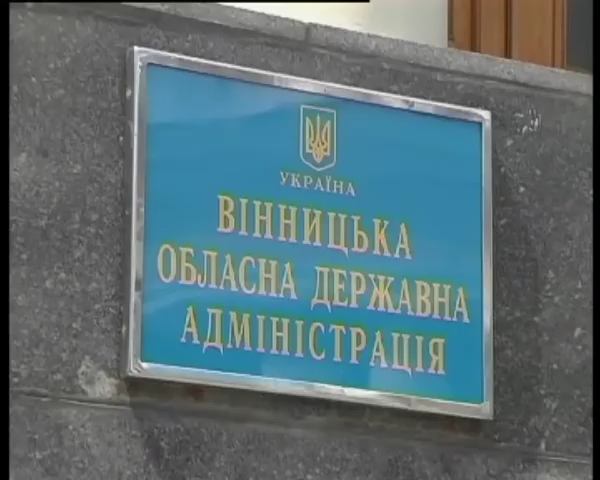 УКРАЇНА
ВІННИЦЬКА
ОБЛАСНА ДЕРЖАВНА
АДМІНІСТРАЦІЯ